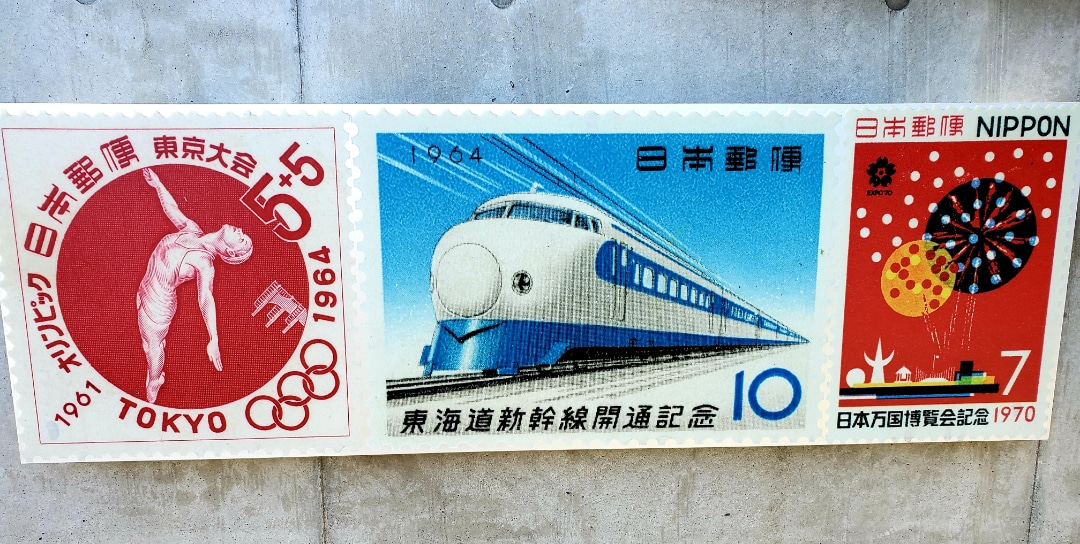 日本郵便
東京大会
5+5
オリンピック
1961
TOKYO
1964
1964
日本郵便
東海道新幹線開通記念
10
日本郵便 NIPPON
EXPO'70
7
日本万国博覧会記念 1970